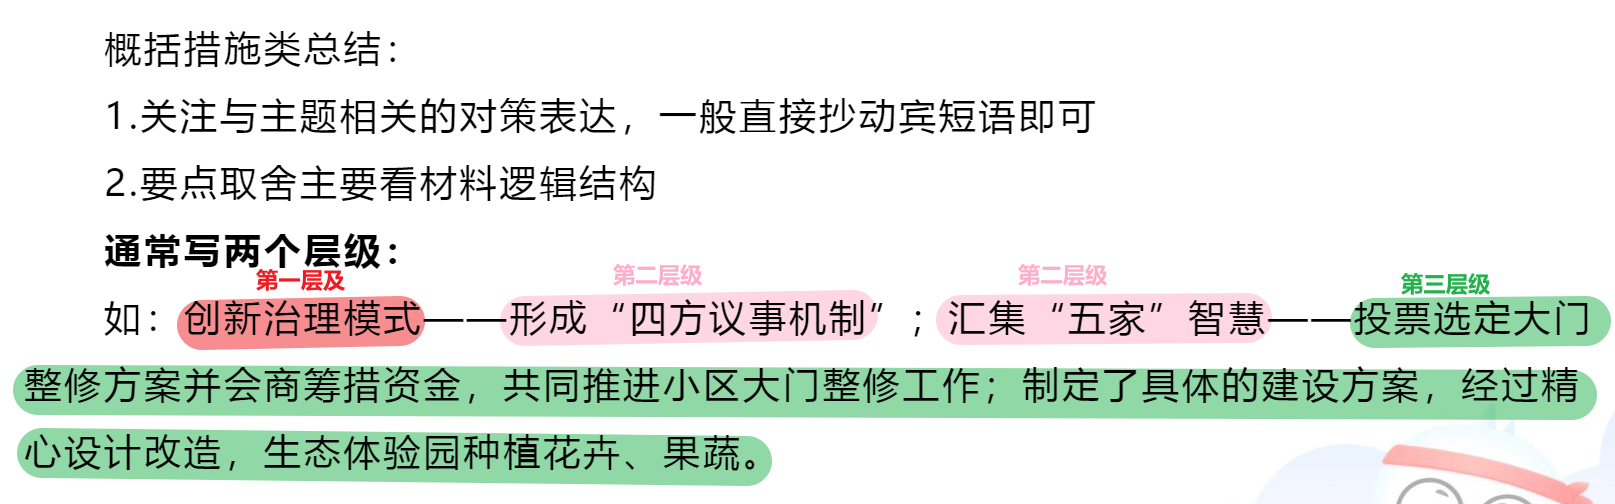 概括措施类总结：
1.关注与主题相关的对策表达，一般直接抄动宾短语即可
2.要点取舍主要看材料逻辑结构
通常写两个层级：
第一层及 第二层级 第二层级 第三层级
如：创新治理模式——形成“四方议事机制”；汇集“五家”智慧——投票选定大门
整修方案并会商筹措资金，共同推进小区大门整修工作；制定了具体的建设方案，经过精
心设计改造，生态体验园种植花卉、果蔬。